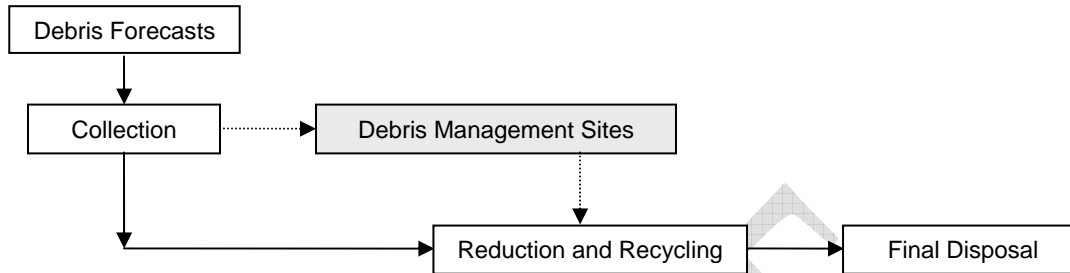 Debris Forecasts
Collection
Debris Management Sites
Reduction and Recycling
Final Disposal